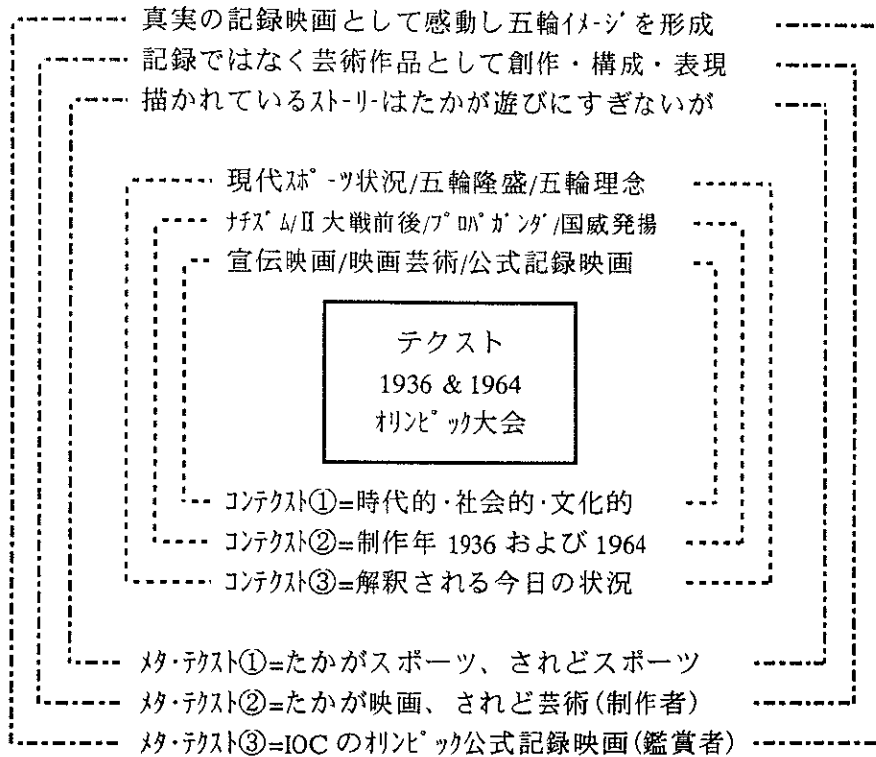 真実の記録映画として感動し五輪ｲﾒｰｼﾞを形成
記録ではなく芸術作品として創作・構成・表現
描かれているｽﾄｰﾘｰはたかが遊びにすぎないが
現代ｽﾎﾟｰﾂ状況/五輪隆盛/五輪理念
ﾅﾁｽﾞﾑ/II大戦前後/ﾌﾟﾛﾊﾟｶﾞﾝﾀﾞ/国威発揚
宣伝映画/映画芸術/公式記録映画
テクスト
1936 & 1964
ｵﾘﾝﾋﾟｯｸ大会
ｺﾝﾃｸｽﾄ①=時代的・社会的・文化的
ｺﾝﾃｸｽﾄ②=制作年 1936 および 1964
ｺﾝﾃｸｽﾄ③=解釈される今日の状況
ﾒﾀ・ﾃｸｽﾄ①=たかがスポーツ、されどスポーツ
ﾒﾀ・ﾃｸｽﾄ②=たかが映画、されど芸術(制作者)
ﾒﾀ・ﾃｸｽﾄ③=IOC のｵﾘﾝﾋﾟｯｸ公式記録映画(鑑賞者)